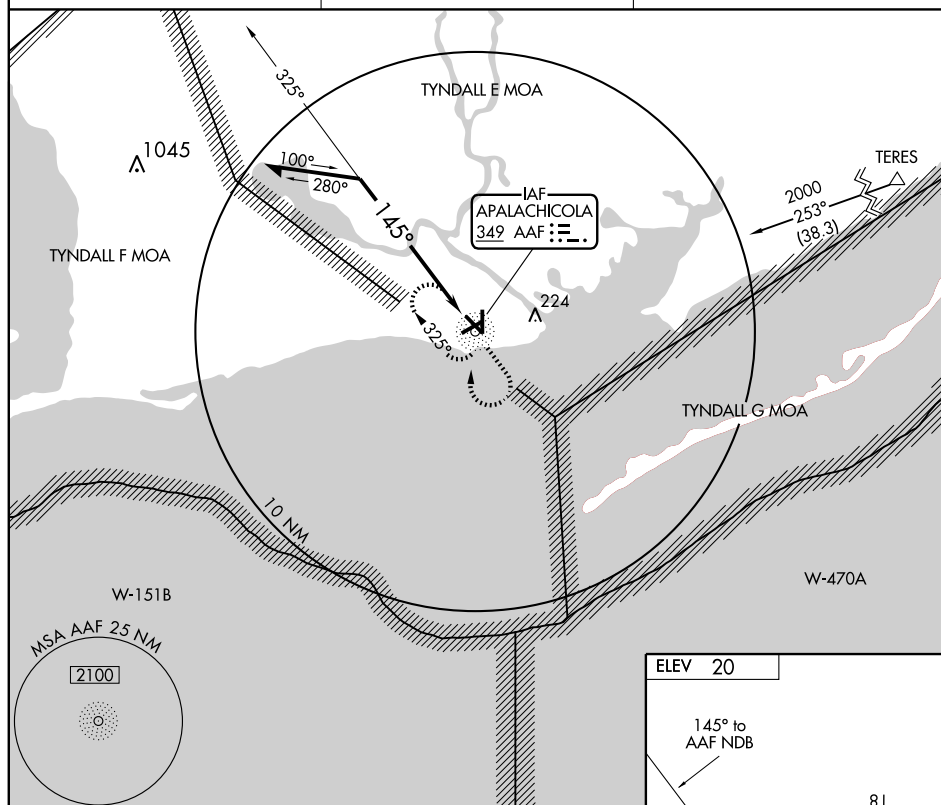 325°
TYNDALL E MOA
1045
100°
280°
TERES
2000
253°
(38.3)
IAF
APALACHICOLA
349 AAF
145°
TYNDALL F MOA
224
325°
TYNDALL G MOA
10 NM
W-470A
W-151B
MSA AAF 25 NM
2100
ELEV 20
145° to
AAF NDB